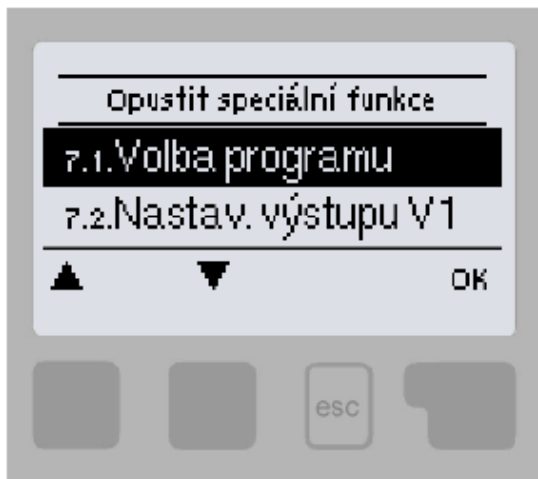 Opustit speciální funkce
7.1.Volba programu
7.2.Nastav. výstupu V1
OK
esc